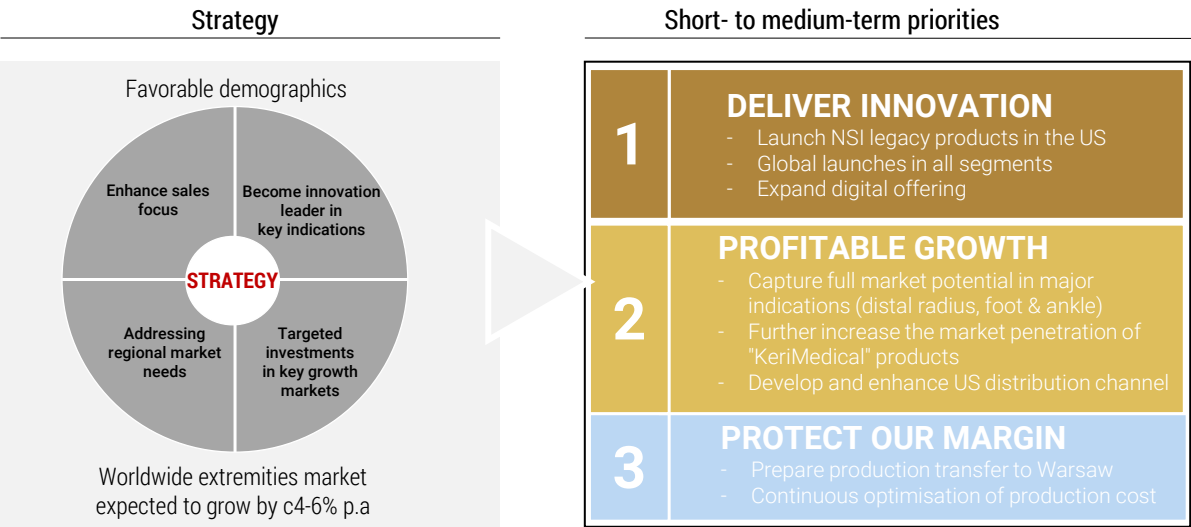 Strategy
Favorable demographics
Enhance sales
focus
Become innovation
leader in
key indications
STRATEGY
Addressing
regional market
needs
Targeted
investments
in key growth
markets
Worldwide extremities market
expected to grow by c4-6% p.a
Short- to medium-term priorities
1
DELIVER INNOVATION
- Launch NSI legacy products in the US
- Global launches in all segments
- Expand digital offering
2
PROFITABLE GROWTH
- Capture full market potential in major
indications (distal radius, foot & ankle)
- Further increase the market penetration of
"KeriMedical" products
- Develop and enhance US distribution channel
3
PROTECT OUR MARGIN
- Prepare production transfer to Warsaw
- Continuous optimisation of production cost